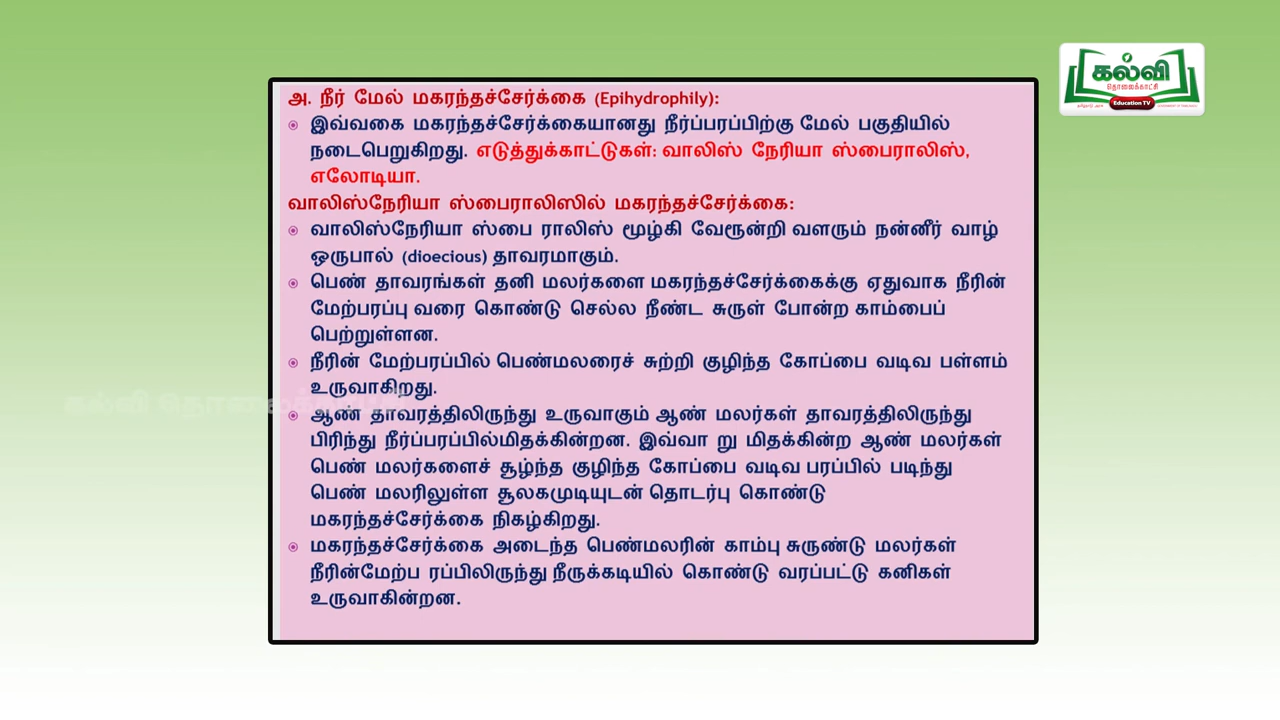 கல்வி
தொலைக்காட்சி
Education TV
அ. நீர் மேல் மகரந்தச்சேர்க்கை (Epihydrophily):
இவ்வகை மகரந்தச்சேர்க்கையானது நீர்ப்பரப்பிற்கு மேல் பகுதியில்
நடைபெறுகிறது. எடுத்துக்காட்டுகள்: வாலிஸ் நேரியா ஸ்பைராலிஸ்,
எலோடியா.
வாலிஸ்நேரியா ஸ்பைராலிஸில் மகரந்தச்சேர்க்கை:
வாலிஸ்நேரியா ஸ்பை ராலிஸ் மூழ்கி வேரூன்றி வளரும் நன்னீர் வாழ்
ஒருபால் (dioecious) தாவரமாகும்.
பெண் தாவரங்கள் தனி மலர்களை மகரந்தச்சேர்க்கைக்கு ஏதுவாக நீரின்
மேற்பரப்பு வரை கொண்டு செல்ல நீண்ட சுருள் போன்ற காம்பைப்
பெற்றுள்ளன.
நீரின் மேற்பரப்பில் பெண்மலரைச் சுற்றி குழிந்த கோப்பை வடிவ பள்ளம்
உருவாகிறது.
ஆண் தாவரத்திலிருந்து உருவாகும் ஆண் மலர்கள் தாவரத்திலிருந்து
பிரிந்து நீர்ப்பரப்பில்மிதக்கின்றன. இவ்வா று மிதக்கின்ற ஆண் மலர்கள்
பெண் மலர்களைச் சூழ்ந்த குழிந்த கோப்பை வடிவ பரப்பில் படிந்து
பெண் மலரிலுள்ள சூலகமுடியுடன் தொடர்பு கொண்டு
மகரந்தச்சேர்க்கை நிகழ்கிறது.
மகரந்தச்சேர்க்கை அடைந்த பெண்மலரின் காம்பு சுருண்டு மலர்கள்
நீரின்மேற்ப ரப்பிலிருந்து நீருக்கடியில் கொண்டு வரப்பட்டு கனிகள்
உருவாகின்றன.
கல்வி தொலைக்காட்சி